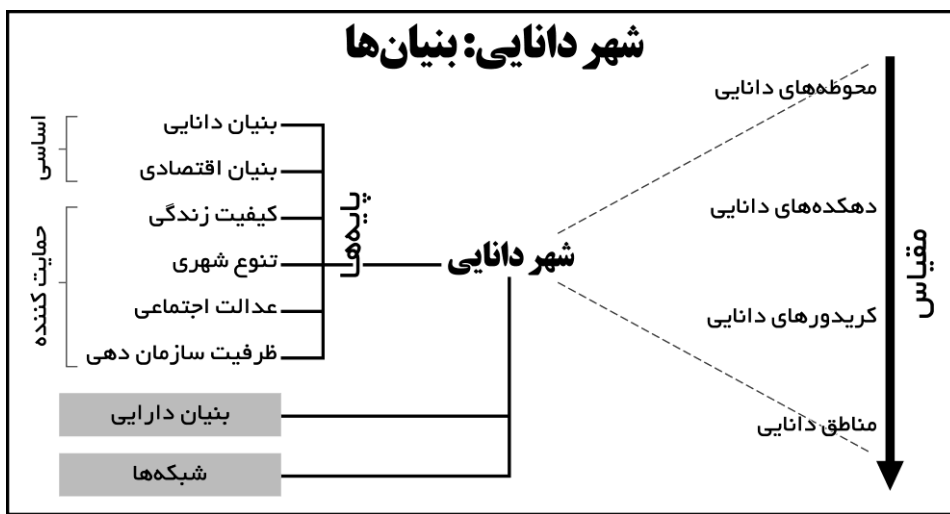 شهر دانایی: بنیان‌ها
محوطه‌های دانایی
دهکده‌های دانایی
کریدورهای دانایی
مناطق دانایی
مقیاس
شهر دانایی
پایه‌ها
بنیان دانایی
بنیان اقتصادی
کیفیت زندگی
تنوع شهری
عدالت اجتماعی
ظرفیت سازمان دهی
اساسی
حمایت کننده
بنیان دارایی
شبکه‌ها